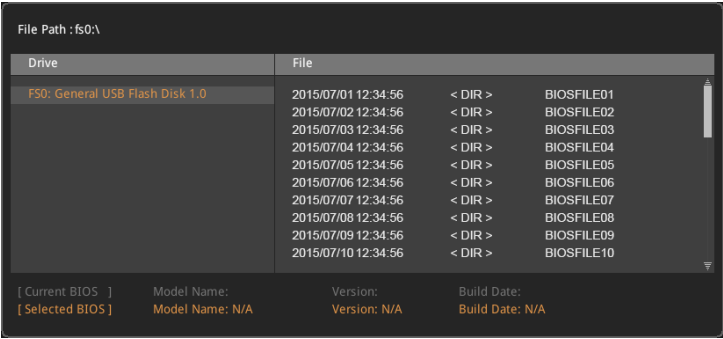 File Path : fs0:\
Drive File
FS0: General USB Flash Disk 1.0
2015/07/01 12:34:56 < DIR > BIOSFILE01
2015/07/02 12:34:56 < DIR > BIOSFILE02
2015/07/03 12:34:56 < DIR > BIOSFILE03
2015/07/04 12:34:56 < DIR > BIOSFILE04
2015/07/05 12:34:56 < DIR > BIOSFILE05
2015/07/06 12:34:56 < DIR > BIOSFILE06
2015/07/07 12:34:56 < DIR > BIOSFILE07
2015/07/08 12:34:56 < DIR > BIOSFILE08
2015/07/09 12:34:56 < DIR > BIOSFILE09
2015/07/10 12:34:56 < DIR > BIOSFILE10
[ Current BIOS ] Model Name: Version: Build Date:
[ Selected BIOS ] Model Name: N/A Version: N/A Build Date: N/A